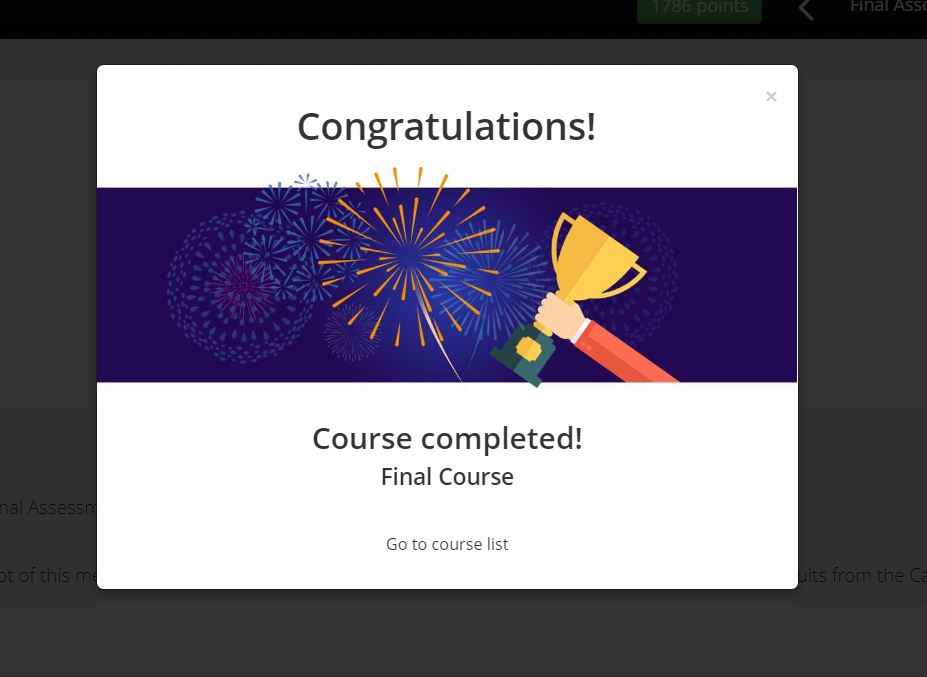 1786 points
Final Asse
×
Congratulations!
Course completed!
Final Course
nal Assessm
Go to course list
ot of this me
ults from the Ca